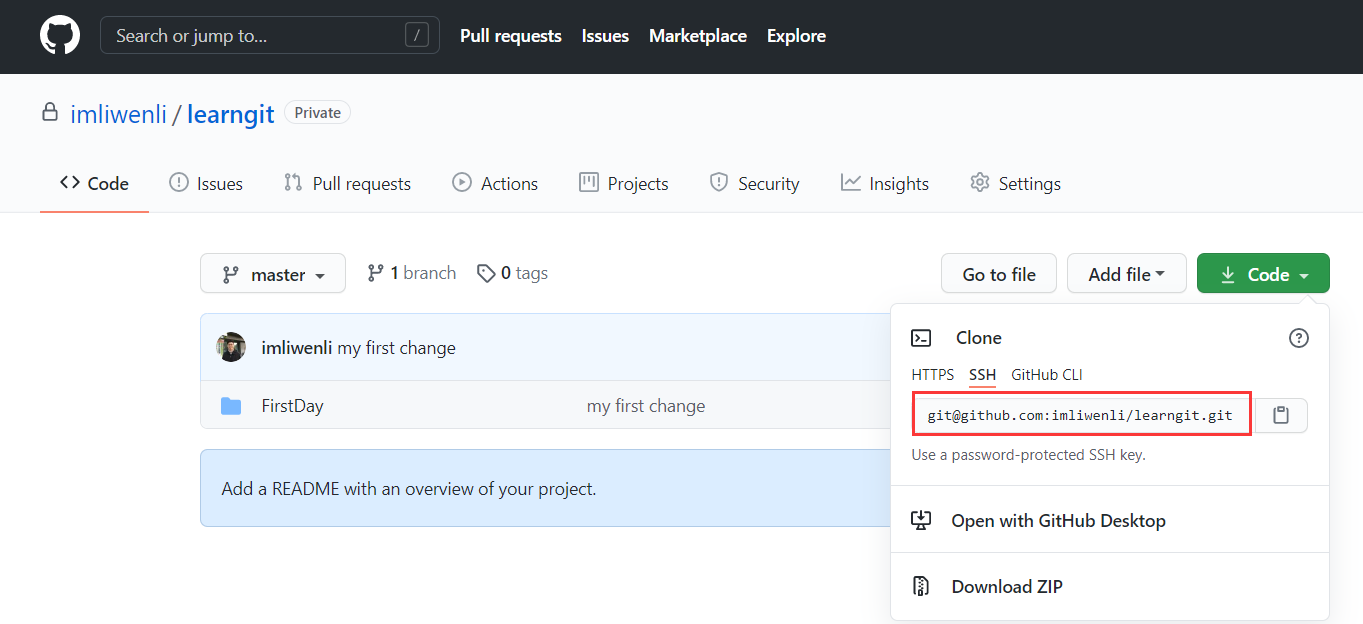 Search or jump to... /
Pull requests Issues Marketplace Explore
imliwenli / learngit Private
Code Issues Pull requests Actions Projects Security Insights Settings
master 1 branch 0 tags Go to file Add file Code
imliwenli my first change
FirstDay my first change
Add a README with an overview of your project.
Clone
HTTPS SSH GitHub CLI
git@github.com:imliwenli/learngit.git
Use a password-protected SSH key.
Open with GitHub Desktop
Download ZIP